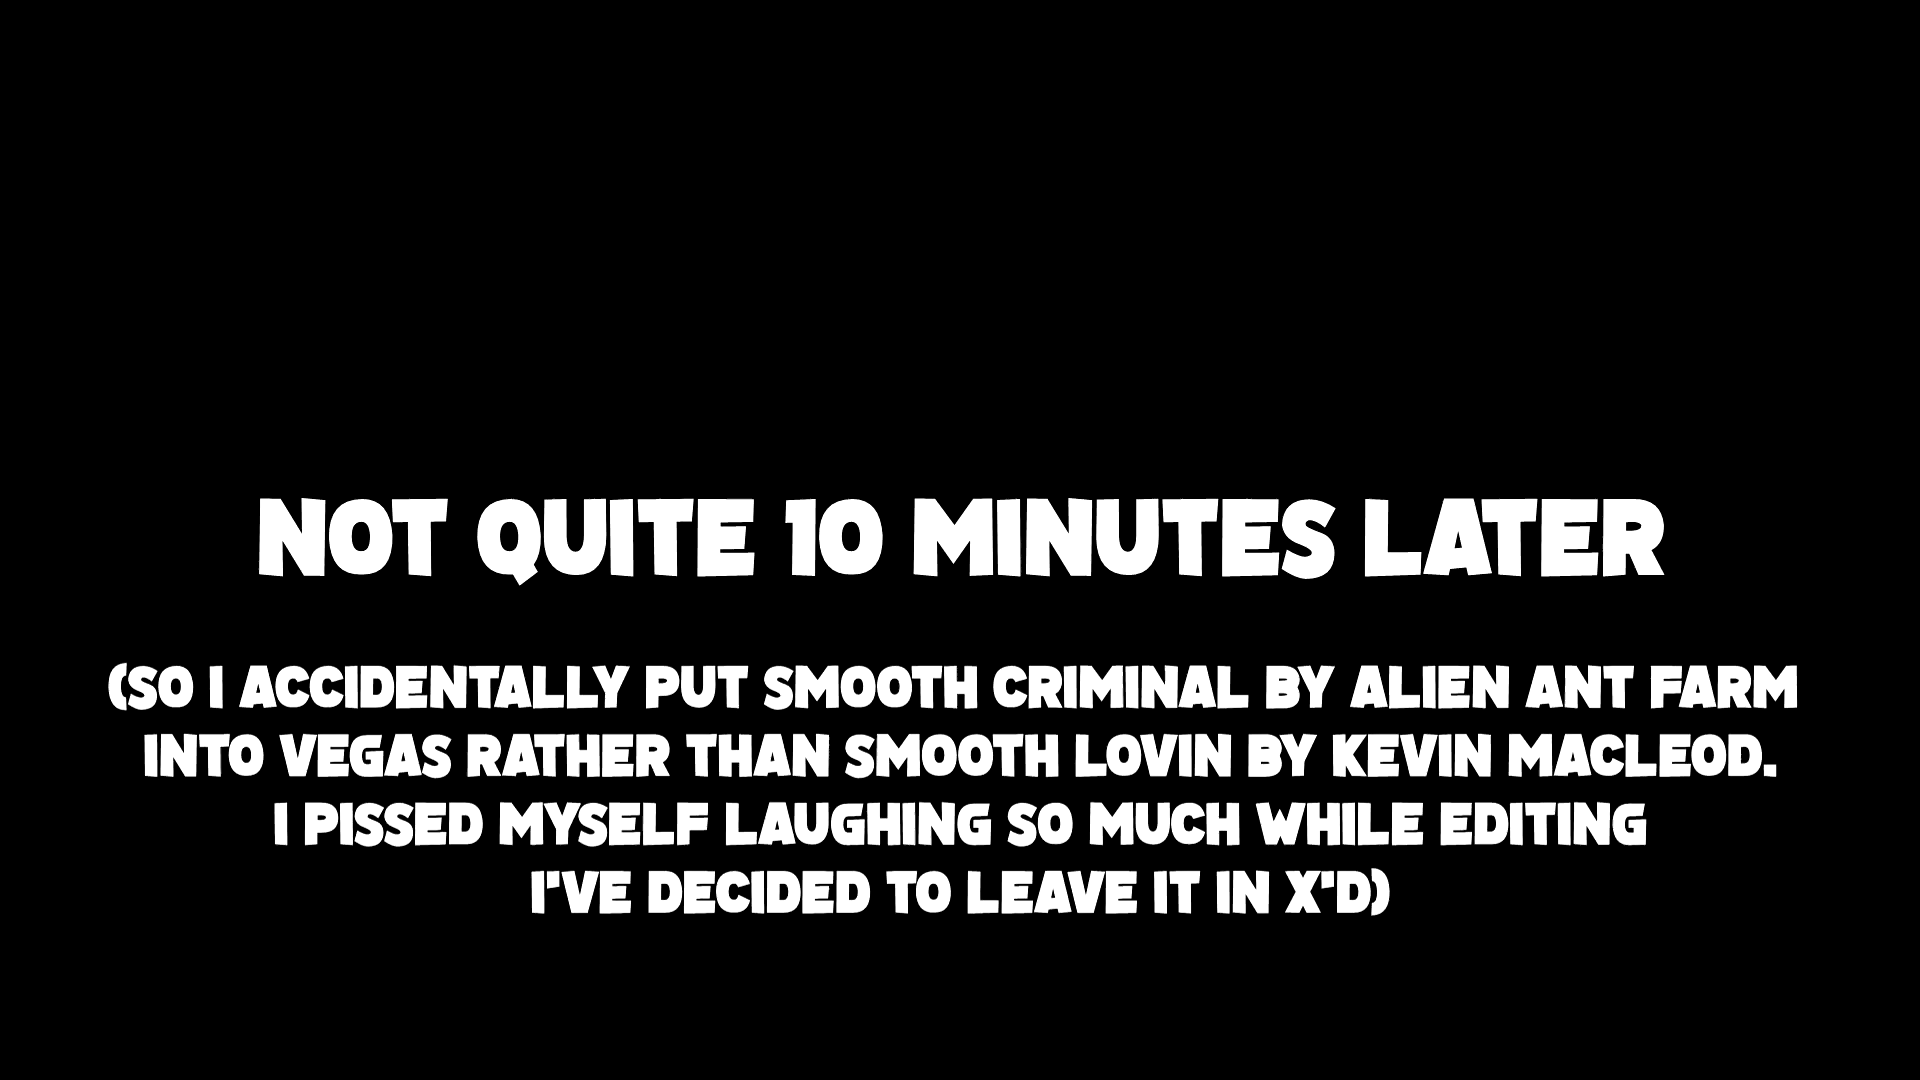 NOT QUITE 10 MINUTES LATER
(SO I ACCIDENTALLY PUT SMOOTH CRIMINAL BY ALIEN ANT FARM
INTO VEGAS RATHER THAN SMOOTH LOVIN BY KEVIN MACLEOD.
I PISSED MYSELF LAUGHING SO MUCH WHILE EDITING
I'VE DECIDED TO LEAVE IT IN X'D)